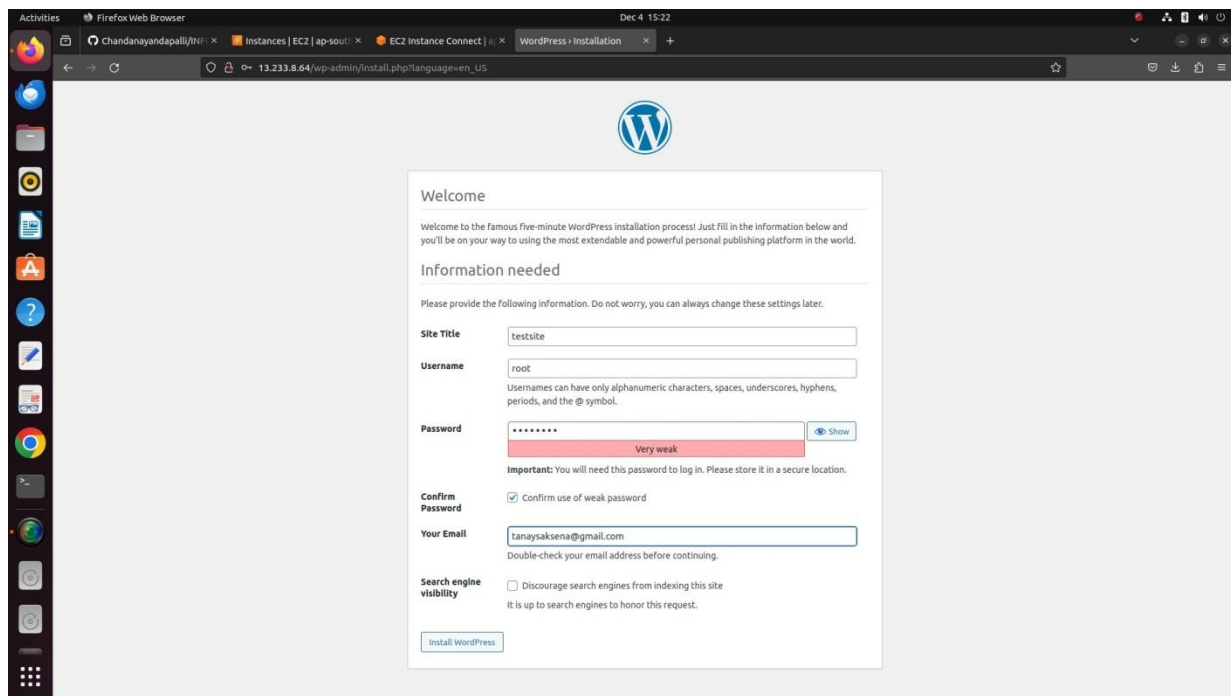 Activities
Firefox Web Browser
Dec 4 15:22
Chandanayandapalli/INF
Instances | EC2 | ap-sout
EC2 Instance Connect | a
WordPress › Installation
13.233.8.64/wp-admin/install.php?language=en_US
Welcome
Welcome to the famous five-minute WordPress installation process! Just fill in the information below and
you'll be on your way to using the most extendable and powerful personal publishing platform in the world.
Information needed
Please provide the following information. Do not worry, you can always change these settings later.
Site Title
testsite
Username
root
Usernames can have only alphanumeric characters, spaces, underscores, hyphens,
periods, and the @ symbol.
Password
••••••••
Show
Very weak
Important: You will need this password to log in. Please store it in a secure location.
Confirm
Password
Confirm use of weak password
Your Email
tanaysaksena@gmail.com
Double-check your email address before continuing.
Search engine
visibility
Discourage search engines from indexing this site
It is up to search engines to honor this request.
Install WordPress